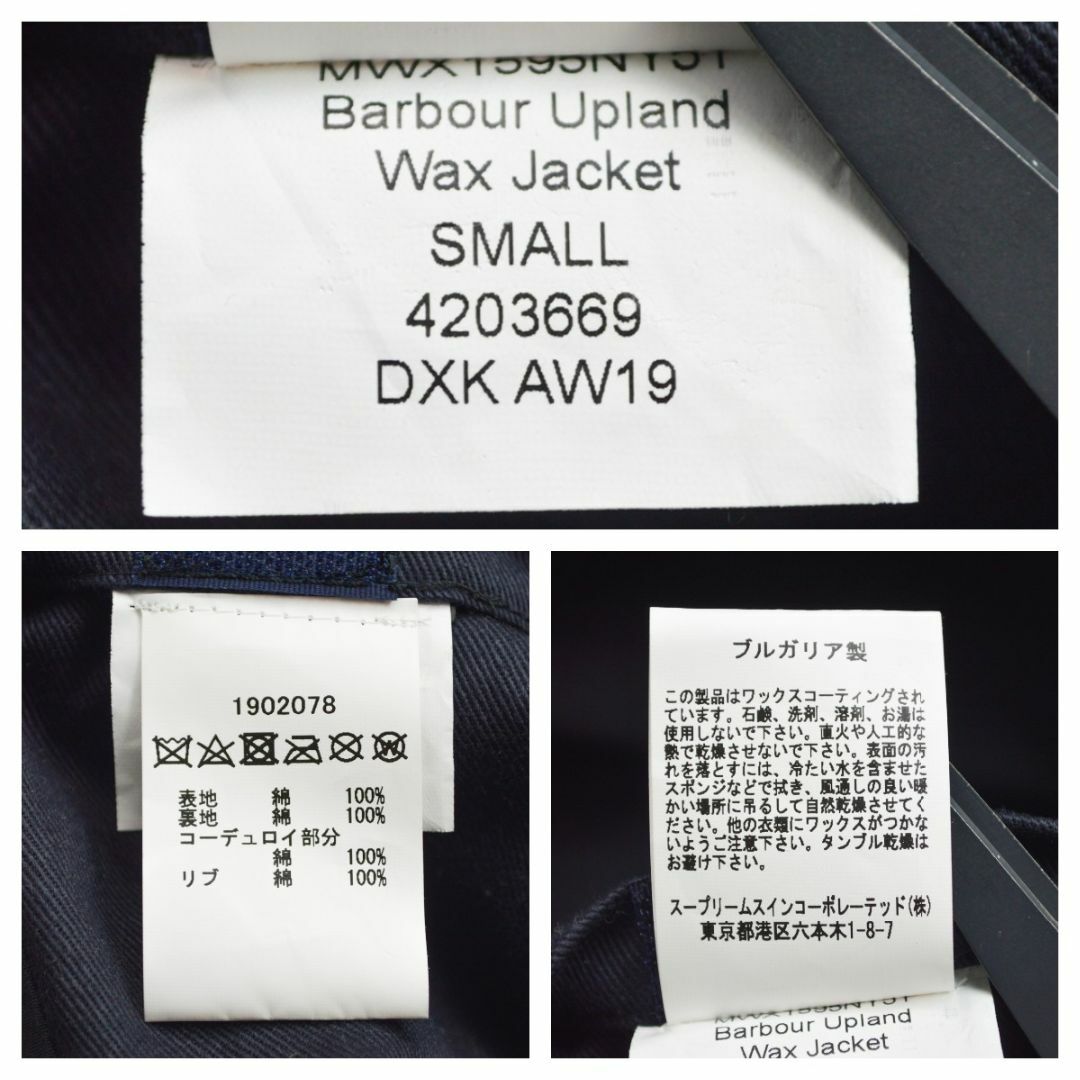 MWX1595NY51
Barbour Upland
Wax Jacket
SMALL
4203669
DXK AW19
1902078
表地 綿 100%
裏地 綿 100%
コーデュロイ部分
綿 100%
リブ 綿 100%
ブルガリア製
この製品はワックスコーティングされ
ています。石鹸、洗剤、溶剤、お湯は
使用しないで下さい。直火や人工的な
熱で乾燥させないで下さい。表面の汚
れを落とすには、冷たい水を含ませた
スポンジなどで拭き、風通しの良い暖
かい場所に吊るして自然乾燥させてく
ださい。他の衣類にワックスがつかな
いようご注意下さい。タンブル乾燥は
お避け下さい。
スープリームスインコーポレーテッド(株)
東京都港区六本木1-8-7
MWX1595NY51
Barbour Upland
Wax Jacket